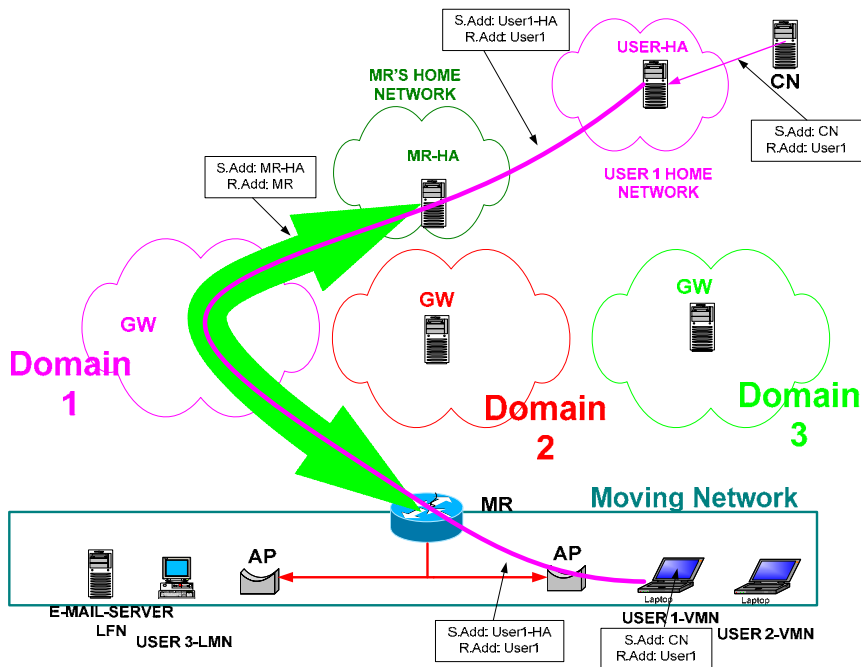 S.Add: User1-HA
R.Add: User1
USER-HA
CN
MR'S HOME
NETWORK
S.Add: CN
R.Add: User1
MR-HA
S.Add: MR-HA
R.Add: MR
USER 1 HOME
NETWORK
GW
GW
GW
Domain
1
Domain
2
Domain
3
MR
Moving Network
AP
AP
E-MAIL-SERVER
LFN
USER 3-LMN
Laptop
USER 1-VMN
Laptop
USER 2-VMN
S.Add: User1-HA
R.Add: User1
S.Add: CN
R.Add: User1